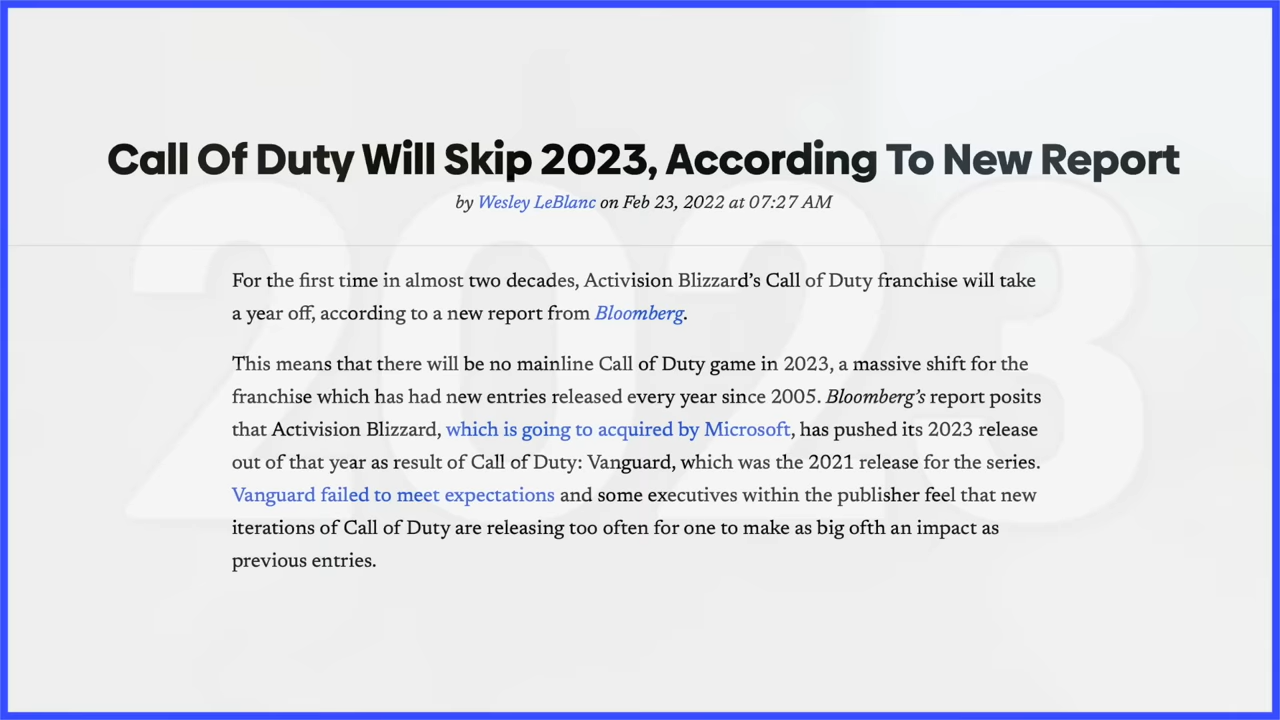 Call Of Duty Will Skip 2023, According To New Report
by Wesley LeBlanc on Feb 23, 2022 at 07:27 AM
For the first time in almost two decades, Activision Blizzard’s Call of Duty franchise will take
a year off, according to a new report from Bloomberg.
This means that there will be no mainline Call of Duty game in 2023, a massive shift for the
franchise which has had new entries released every year since 2005. Bloomberg’s report posits
that Activision Blizzard, which is going to acquired by Microsoft, has pushed its 2023 release
out of that year as result of Call of Duty: Vanguard, which was the 2021 release for the series.
Vanguard failed to meet expectations and some executives within the publisher feel that new
iterations of Call of Duty are releasing too often for one to make as big ofth an impact as
previous entries.
2023